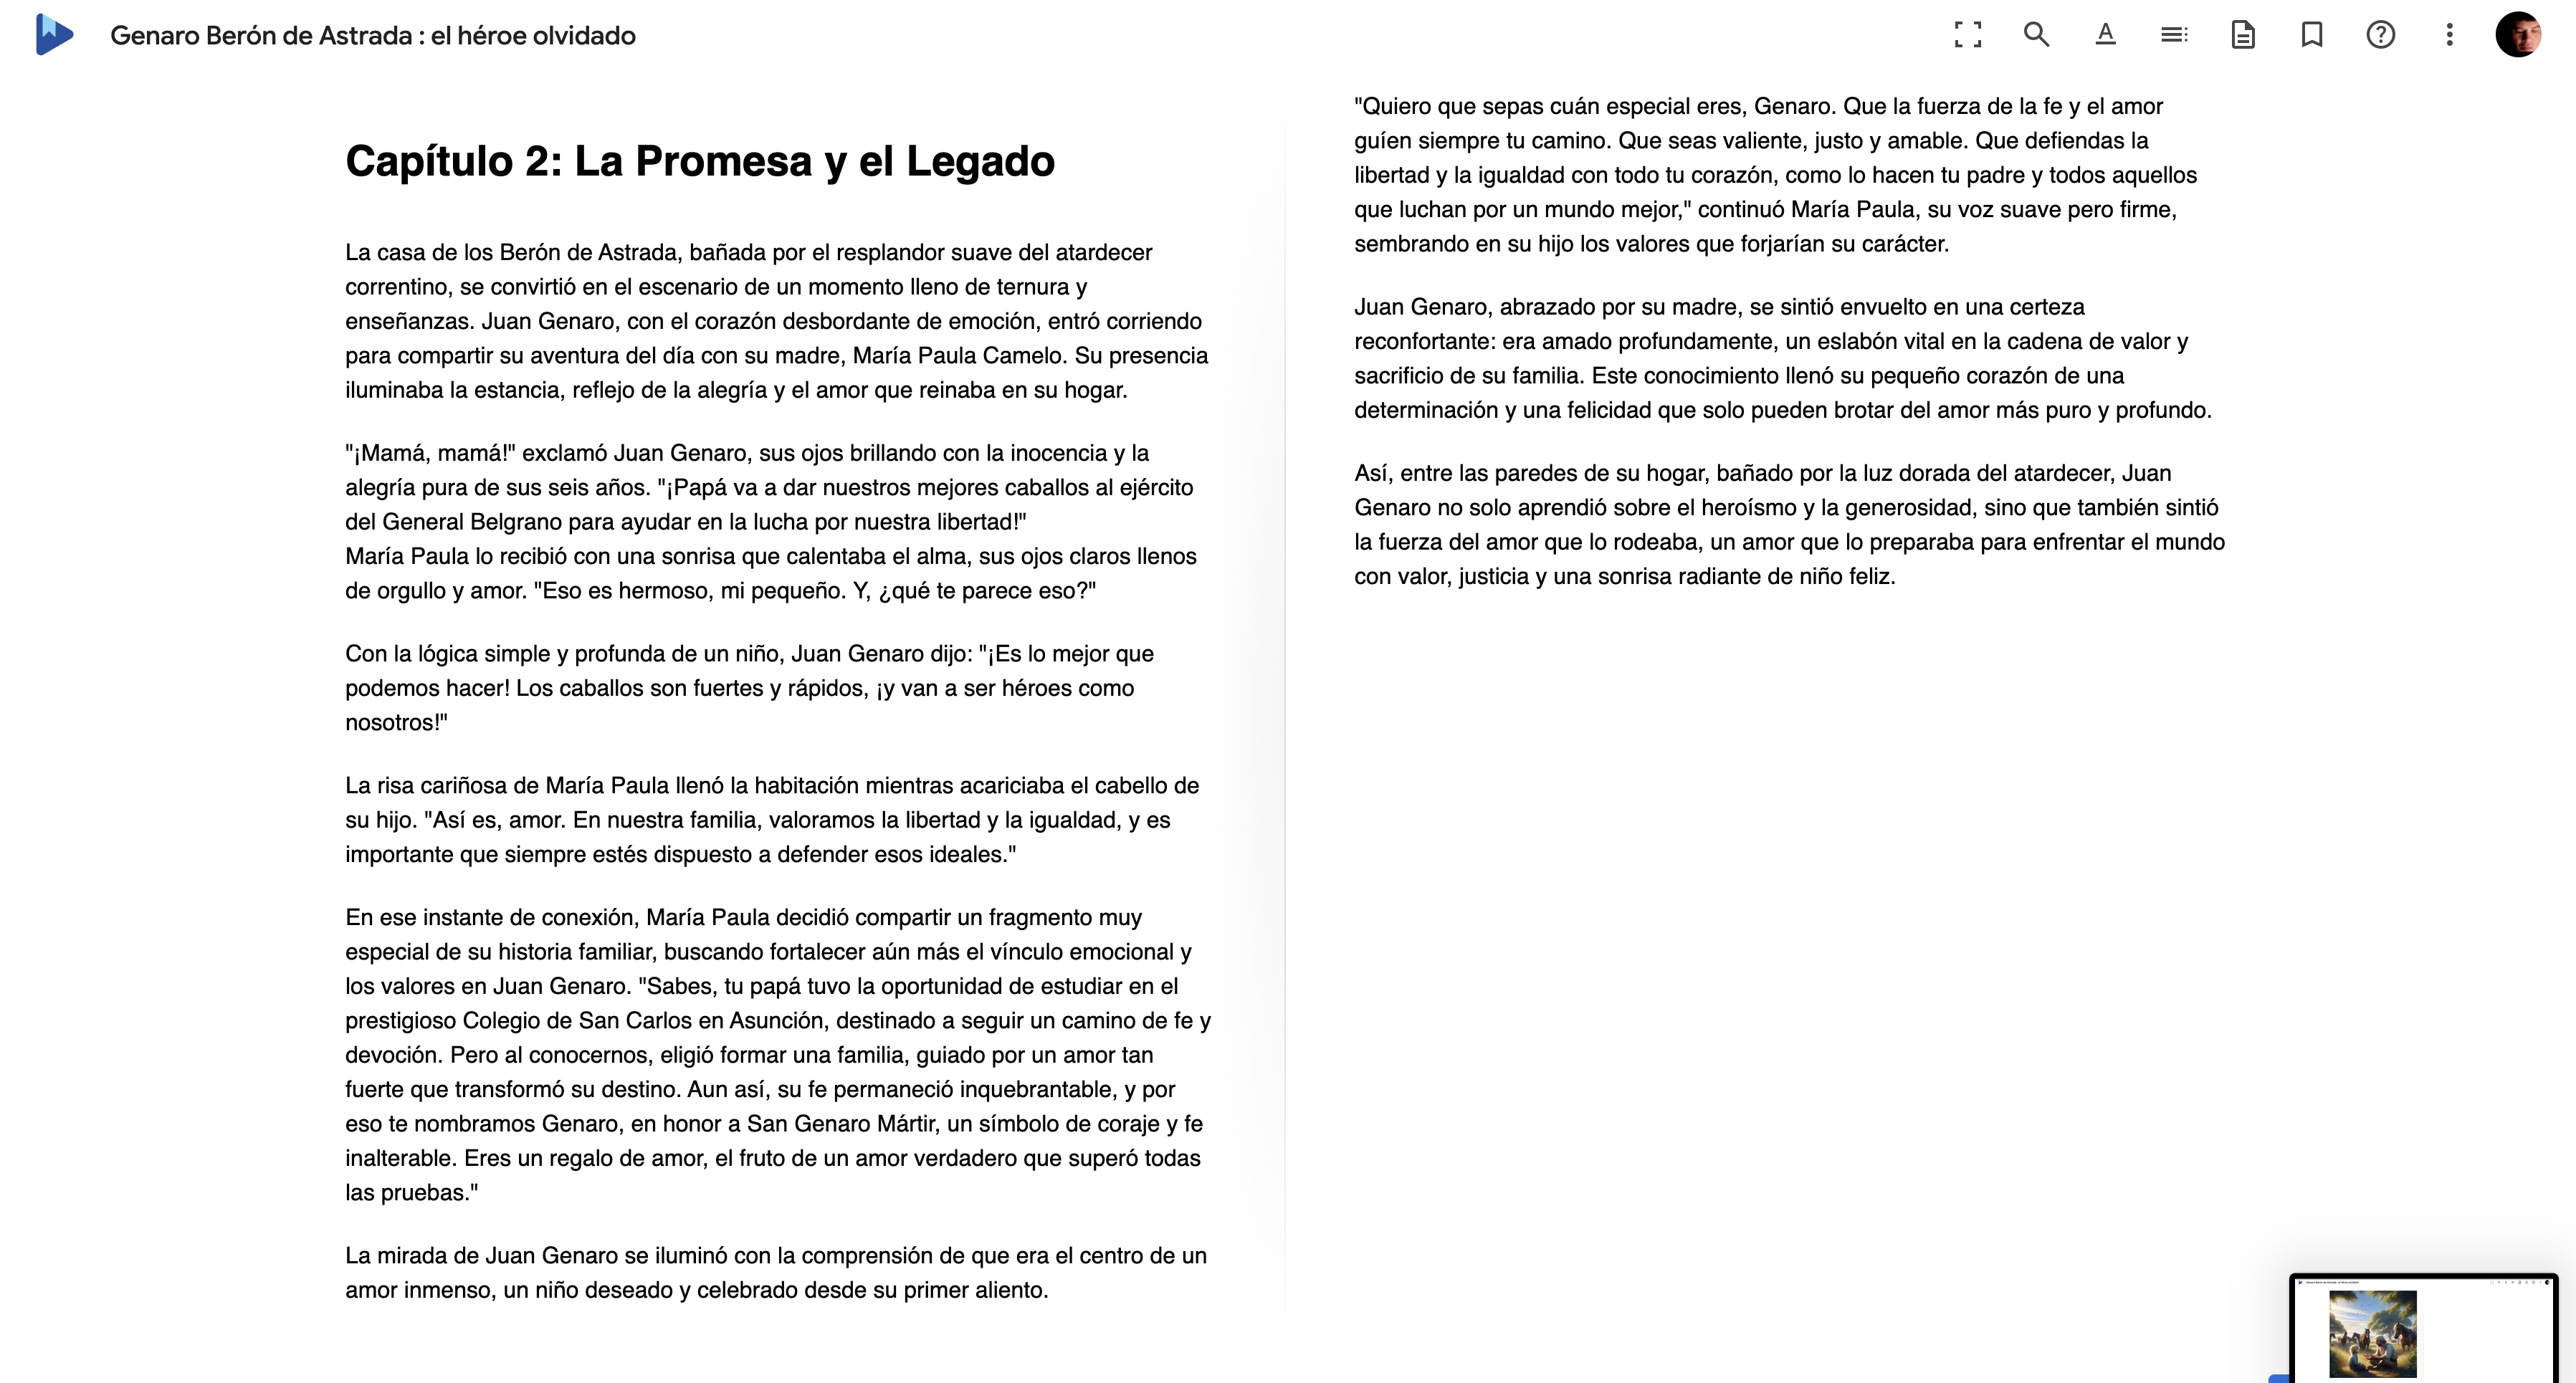 Genaro Berón de Astrada : el héroe olvidado
Capítulo 2: La Promesa y el Legado
La casa de los Berón de Astrada, bañada por el resplandor suave del atardecer
correntino, se convirtió en el escenario de un momento lleno de ternura y
enseñanzas. Juan Genaro, con el corazón desbordante de emoción, entró corriendo
para compartir su aventura del día con su madre, María Paula Camelo. Su presencia
iluminaba la estancia, reflejo de la alegría y el amor que reinaba en su hogar.
"¡Mamá, mamá!" exclamó Juan Genaro, sus ojos brillando con la inocencia y la
alegría pura de sus seis años. "¡Papá va a dar nuestros mejores caballos al ejército
del General Belgrano para ayudar en la lucha por nuestra libertad!"
María Paula lo recibió con una sonrisa que calentaba el alma, sus ojos claros llenos
de orgullo y amor. "Eso es hermoso, mi pequeño. Y, ¿qué te parece eso?"
Con la lógica simple y profunda de un niño, Juan Genaro dijo: "¡Es lo mejor que
podemos hacer! Los caballos son fuertes y rápidos, ¡y van a ser héroes como
nosotros!"
La risa cariñosa de María Paula llenó la habitación mientras acariciaba el cabello de
su hijo. "Así es, amor. En nuestra familia, valoramos la libertad y la igualdad, y es
importante que siempre estés dispuesto a defender esos ideales."
En ese instante de conexión, María Paula decidió compartir un fragmento muy
especial de su historia familiar, buscando fortalecer aún más el vínculo emocional y
los valores en Juan Genaro. "Sabes, tu papá tuvo la oportunidad de estudiar en el
prestigioso Colegio de San Carlos en Asunción, destinado a seguir un camino de fe y
devoción. Pero al conocernos, eligió formar una familia, guiado por un amor tan
fuerte que transformó su destino. Aun así, su fe permaneció inquebrantable, y por
eso te nombramos Genaro, en honor a San Genaro Mártir, un símbolo de coraje y fe
inalterable. Eres un regalo de amor, el fruto de un amor verdadero que superó todas
las pruebas."
La mirada de Juan Genaro se iluminó con la comprensión de que era el centro de un
amor inmenso, un niño deseado y celebrado desde su primer aliento.
"Quiero que sepas cuán especial eres, Genaro. Que la fuerza de la fe y el amor
guíen siempre tu camino. Que seas valiente, justo y amable. Que defiendas la
libertad y la igualdad con todo tu corazón, como lo hacen tu padre y todos aquellos
que luchan por un mundo mejor," continuó María Paula, su voz suave pero firme,
sembrando en su hijo los valores que forjarían su carácter.
Juan Genaro, abrazado por su madre, se sintió envuelto en una certeza
reconfortante: era amado profundamente, un eslabón vital en la cadena de valor y
sacrificio de su familia. Este conocimiento llenó su pequeño corazón de una
determinación y una felicidad que solo pueden brotar del amor más puro y profundo.
Así, entre las paredes de su hogar, bañado por la luz dorada del atardecer, Juan
Genaro no solo aprendió sobre el heroísmo y la generosidad, sino que también sintió
la fuerza del amor que lo rodeaba, un amor que lo preparaba para enfrentar el mundo
con valor, justicia y una sonrisa radiante de niño feliz.